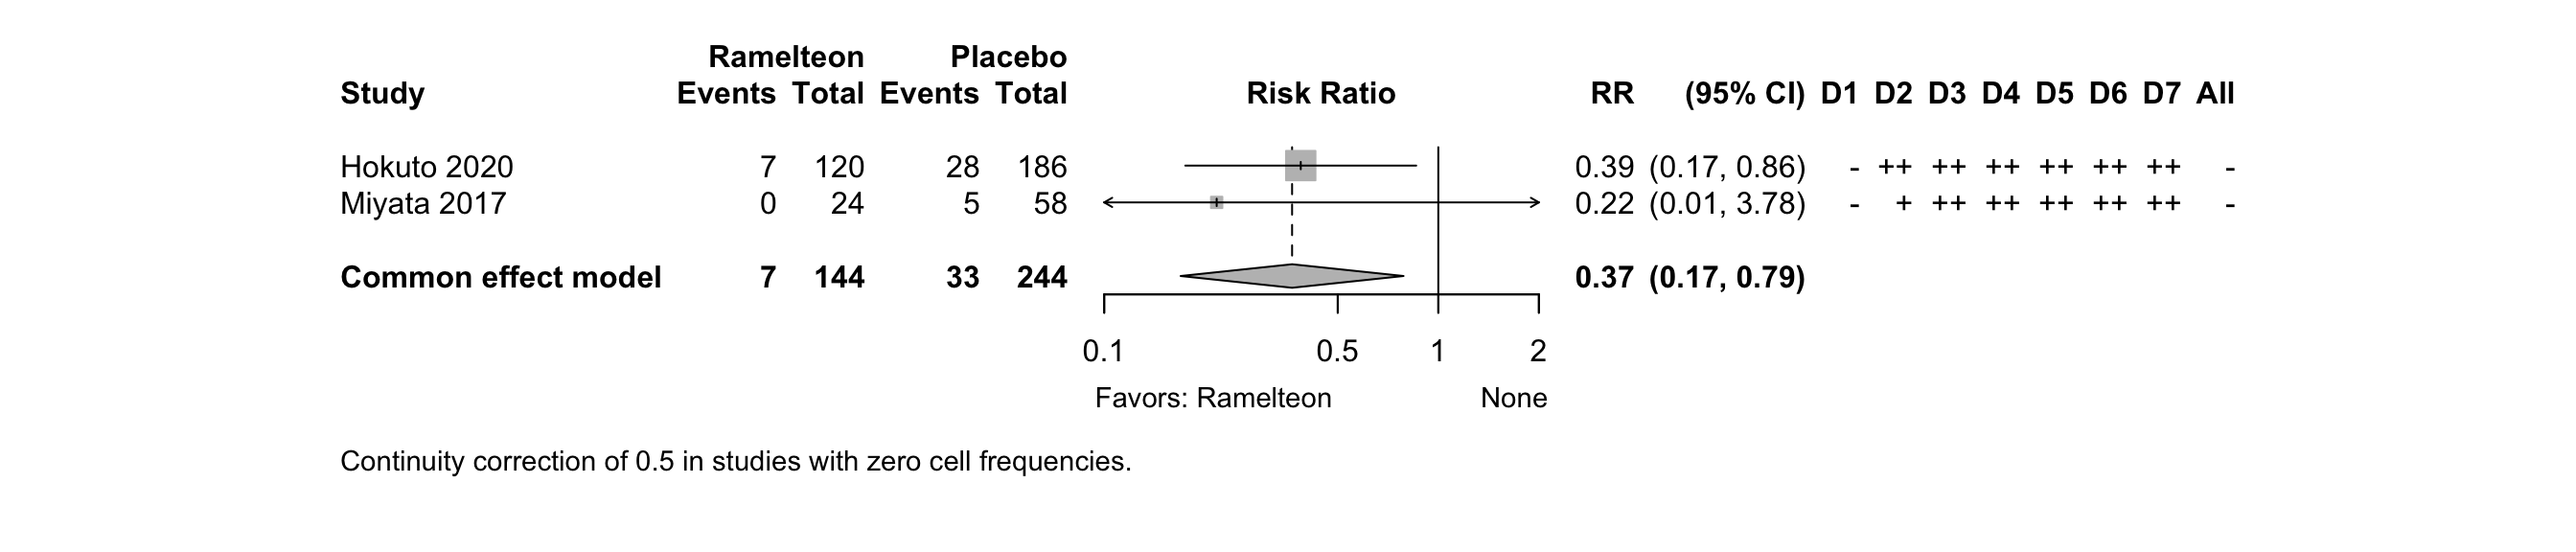 Ramelteon Placebo
Study Events Total Events Total Risk Ratio RR (95% CI) D1 D2 D3 D4 D5 D6 D7 All
Hokuto 2020 7 120 28 186 0.39 (0.17, 0.86) - ++ ++ ++ ++ ++ ++ -
Miyata 2017 0 24 5 58 0.22 (0.01, 3.78) - + ++ ++ ++ ++ ++ -
Common effect model 7 144 33 244 0.37 (0.17, 0.79)
0.1 0.5 1 2
Favors: Ramelteon None
Continuity correction of 0.5 in studies with zero cell frequencies.